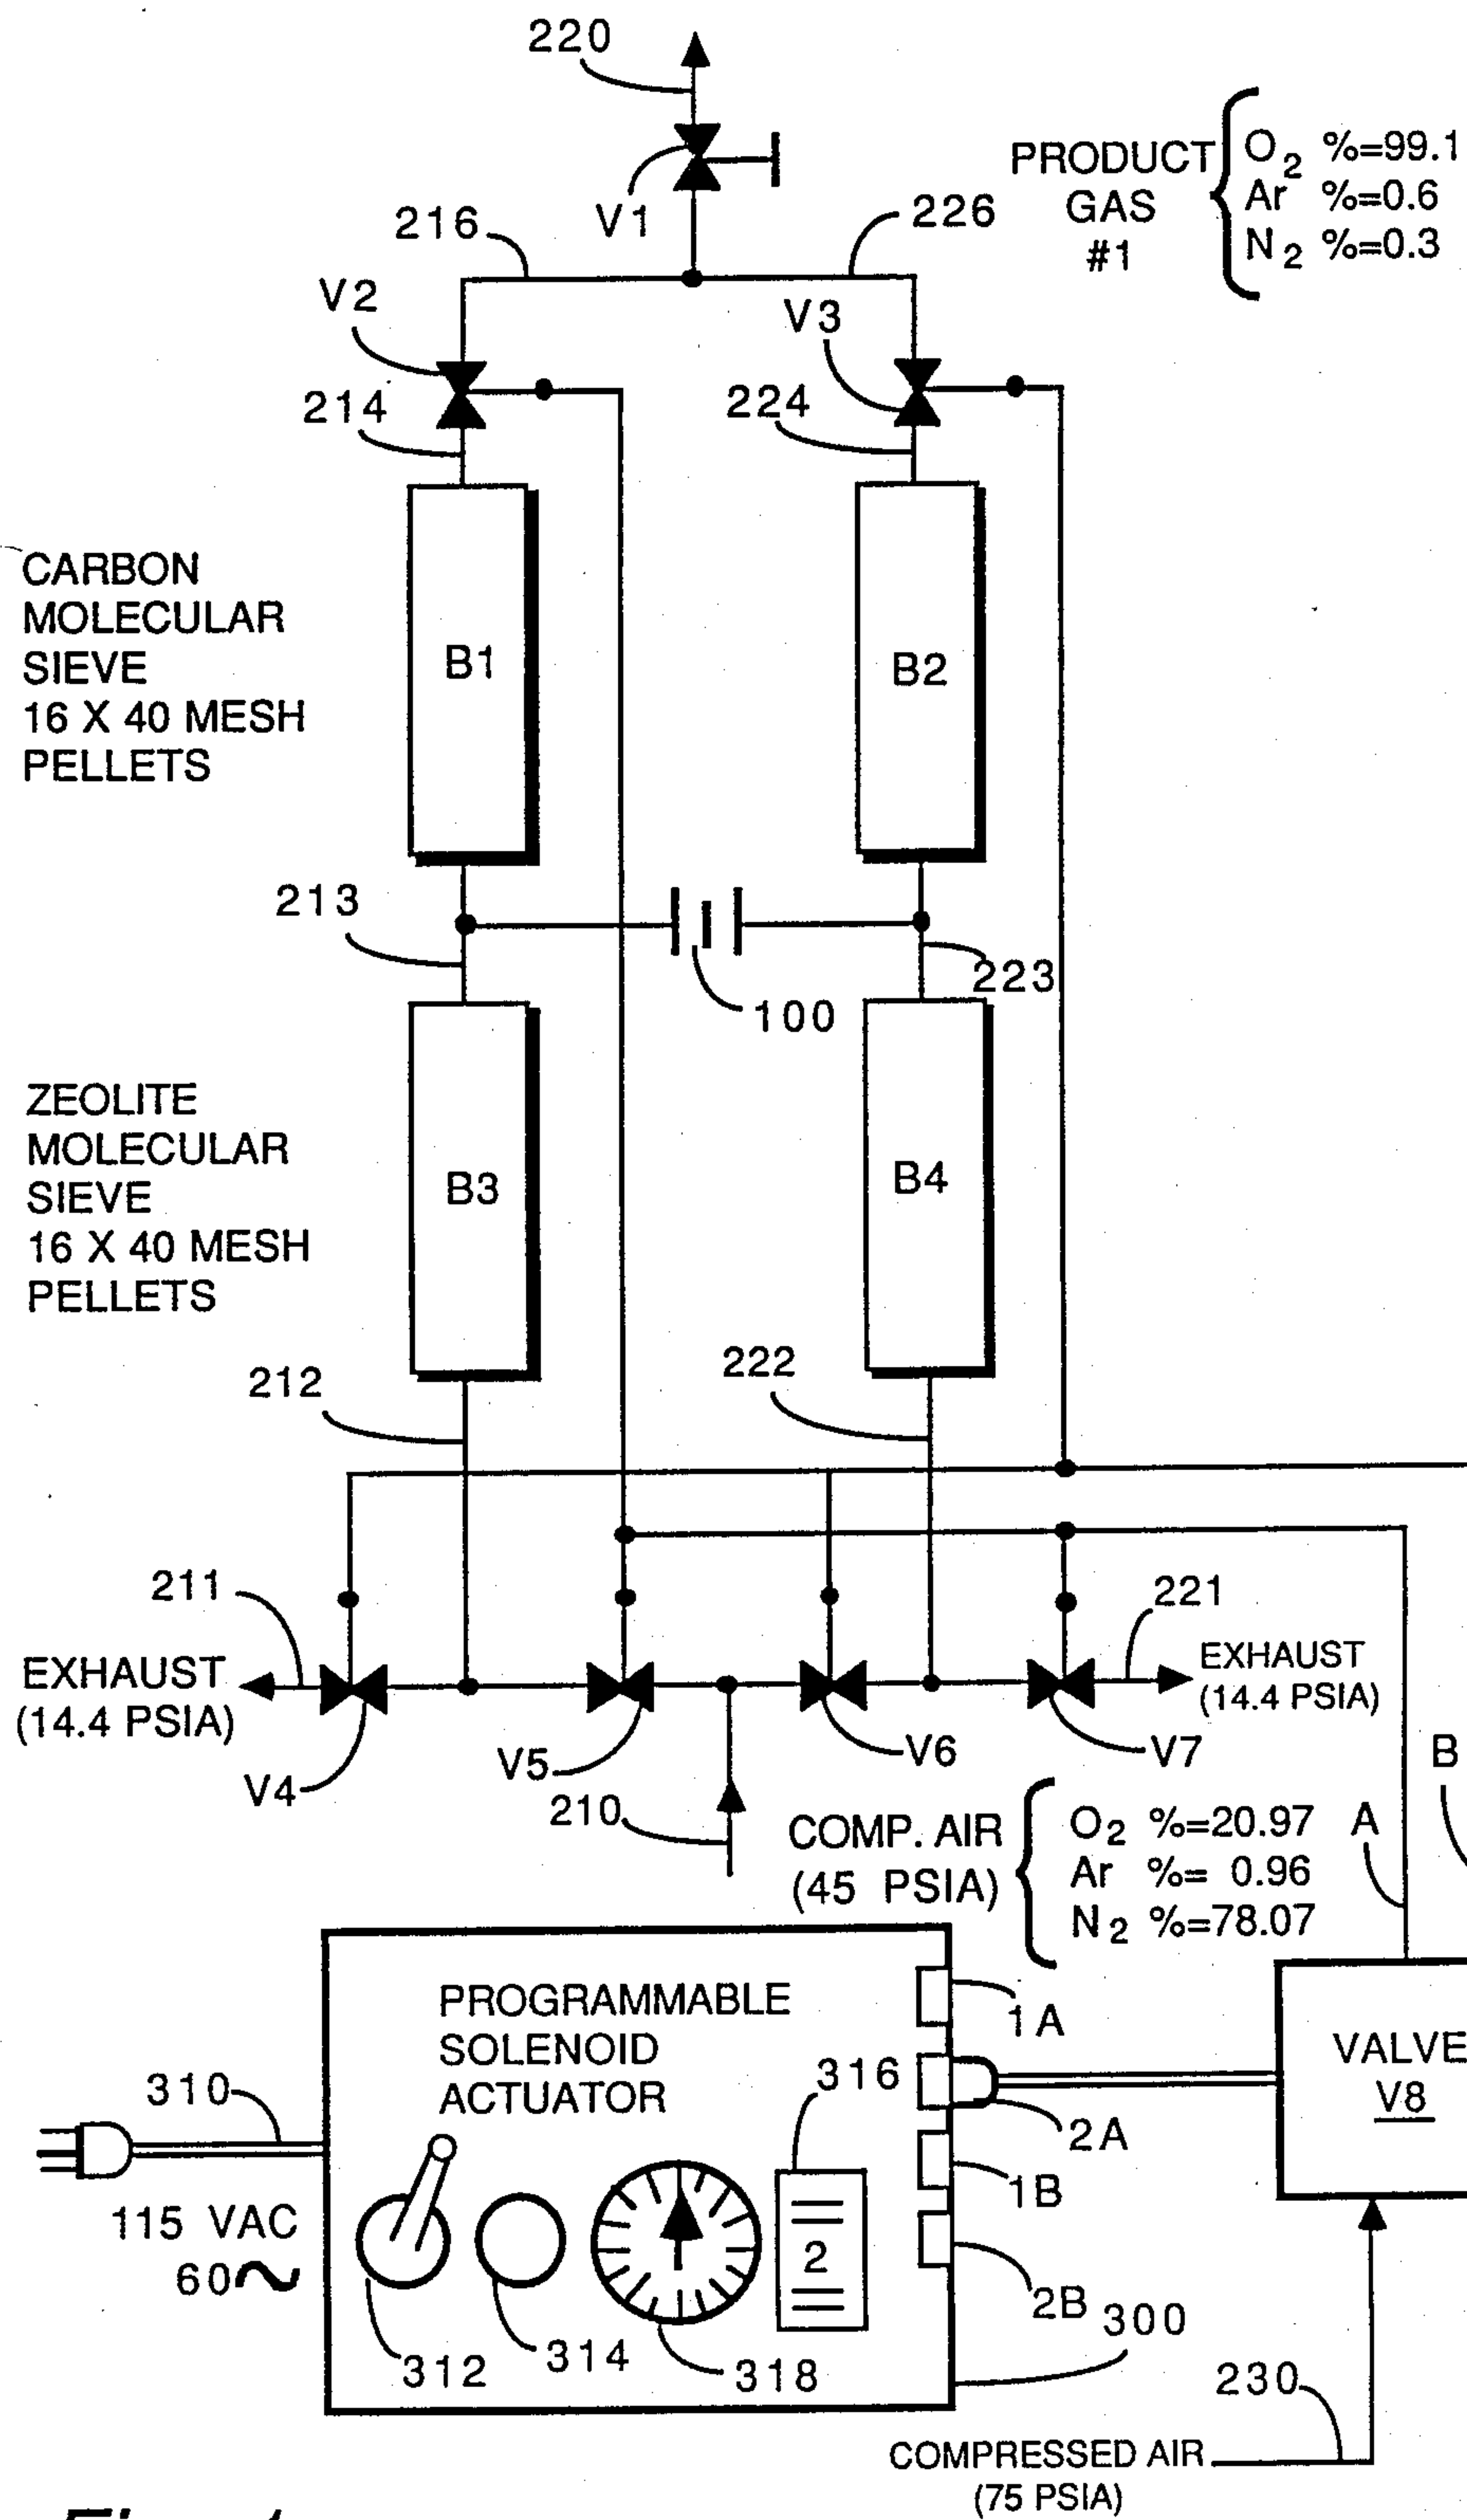 220
PRODUCT
GAS
#1
O2 %=99.1
Ar %=0.6
N2 %=0.3
V1
216
226
V2
V3
214
224
CARBON
MOLECULAR
SIEVE
16 X 40 MESH
PELLETS
B1
B2
213
223
100
ZEOLITE
MOLECULAR
SIEVE
16 X 40 MESH
PELLETS
B3
B4
212
222
211
221
EXHAUST
(14.4 PSIA)
EXHAUST
(14.4 PSIA)
V4
V5
V6
V7
B
A
210
COMP. AIR
(45 PSIA)
O2 %=20.97
Ar %= 0.96
N2 %=78.07
PROGRAMMABLE
SOLENOID
ACTUATOR
1A
316
2A
VALVE
V8
310
1B
115 VAC
60~
2
2B
300
312
314
318
230
COMPRESSED AIR
(75 PSIA)